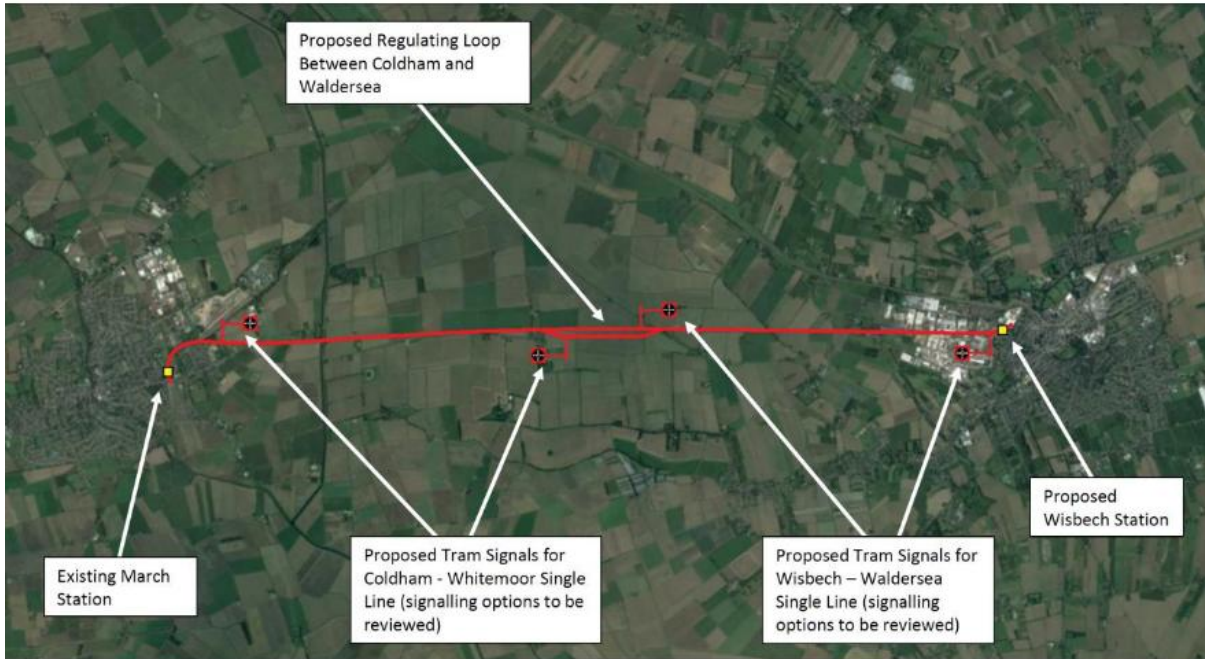 Proposed Regulating Loop
Between Coldham and
Waldersea
Existing March
Station
Proposed Tram Signals for
Coldham - Whitemoor Single
Line (signalling options to be
reviewed)
Proposed Tram Signals for
Wisbech – Waldersea
Single Line (signalling
options to be reviewed)
Proposed
Wisbech Station